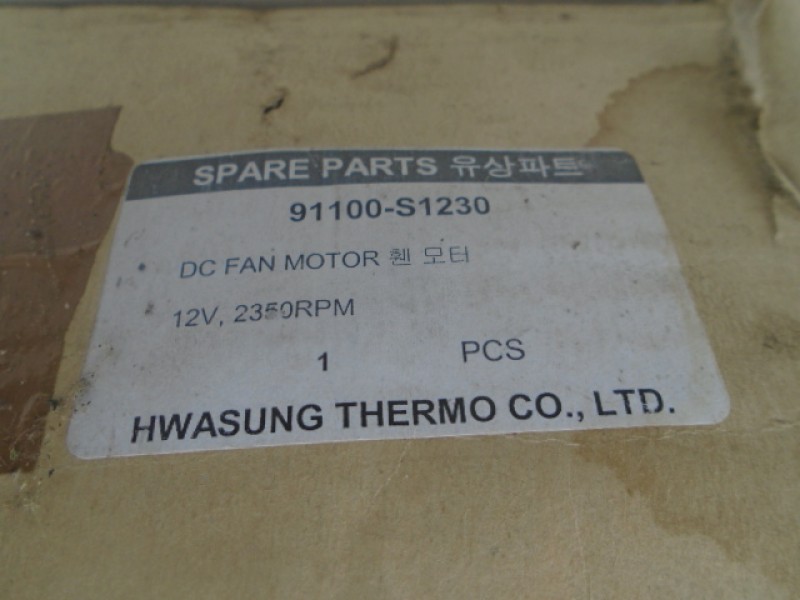 SPARE PARTS 유상파트
91100-S1230
DC FAN MOTOR 휀 모터
12V, 2350RPM
1 PCS
HWASUNG THERMO CO., LTD.